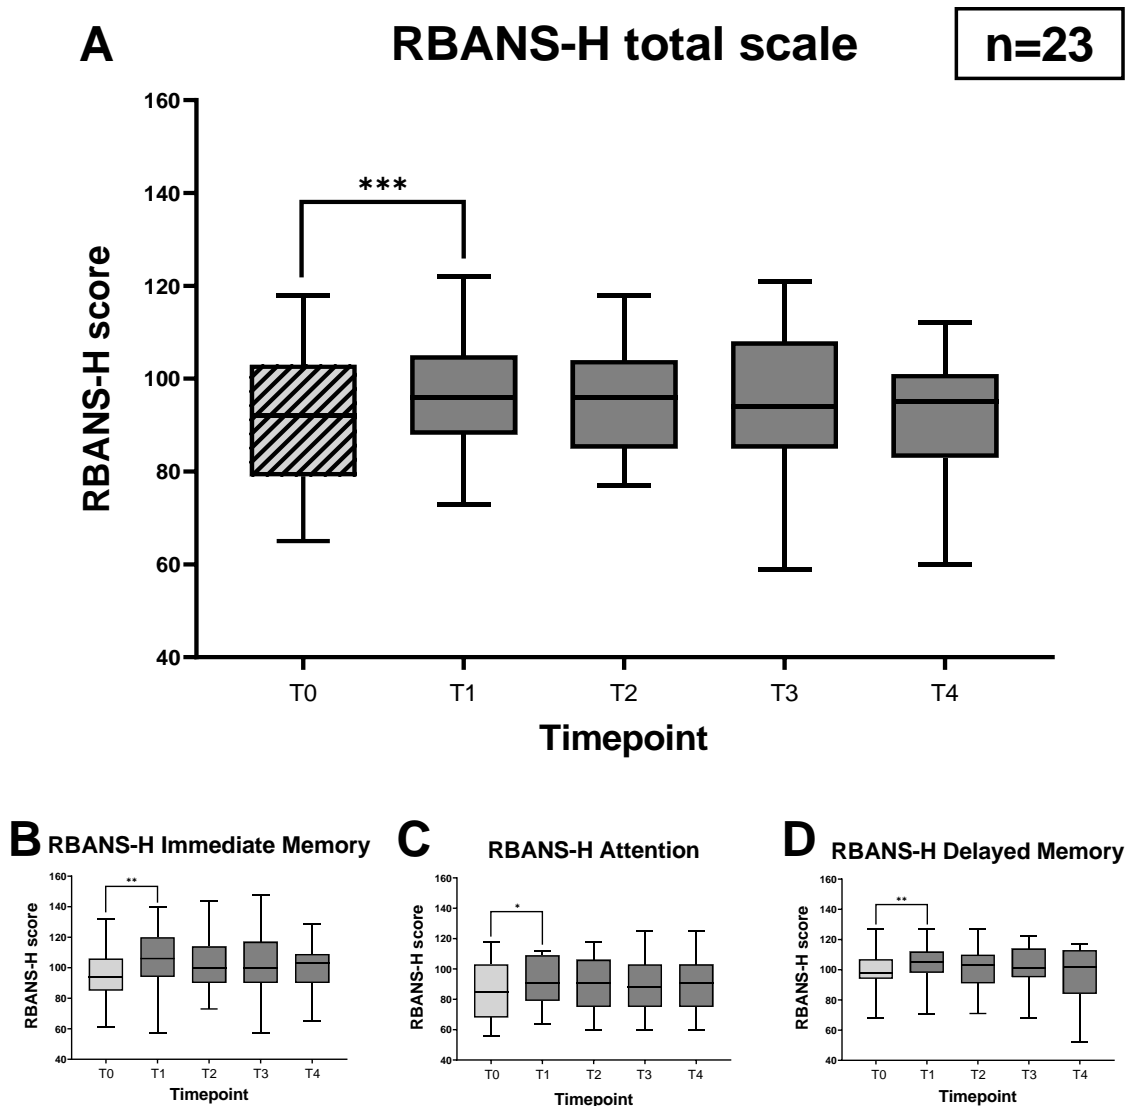 A
RBANS-H total scale
n=23
RBANS-H score
160
140
120
100
80
60
40
***
T0 T1 T2 T3 T4
Timepoint
B
RBANS-H Immediate Memory
RBANS-H score
160
140
120
100
80
60
40
**
T0 T1 T2 T3 T4
Timepoint
C
RBANS-H Attention
RBANS-H score
160
140
120
100
80
60
40
*
T0 T1 T2 T3 T4
Timepoint
D
RBANS-H Delayed Memory
RBANS-H score
160
140
120
100
80
60
40
**
T0 T1 T2 T3 T4
Timepoint